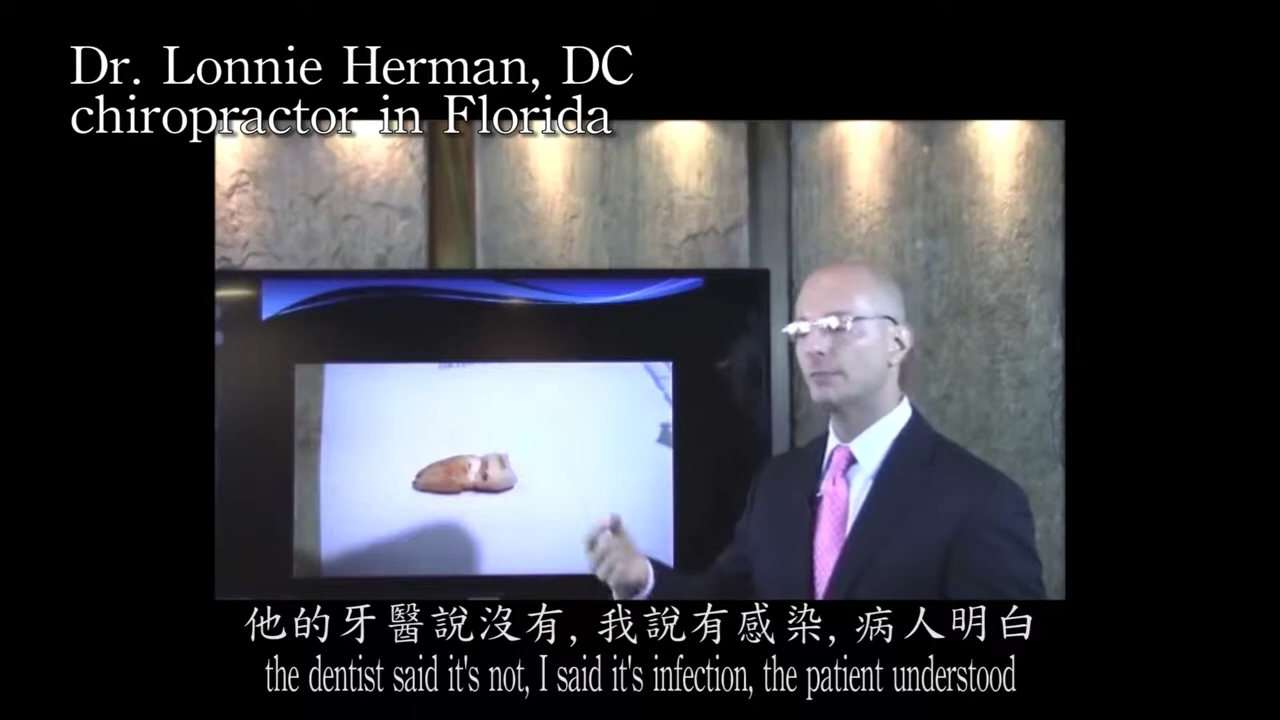 Dr. Lonnie Herman, DC
chiropractor in Florida
他的牙醫說沒有, 我說有感染, 病人明白
the dentist said it's not, I said it's infection, the patient understood